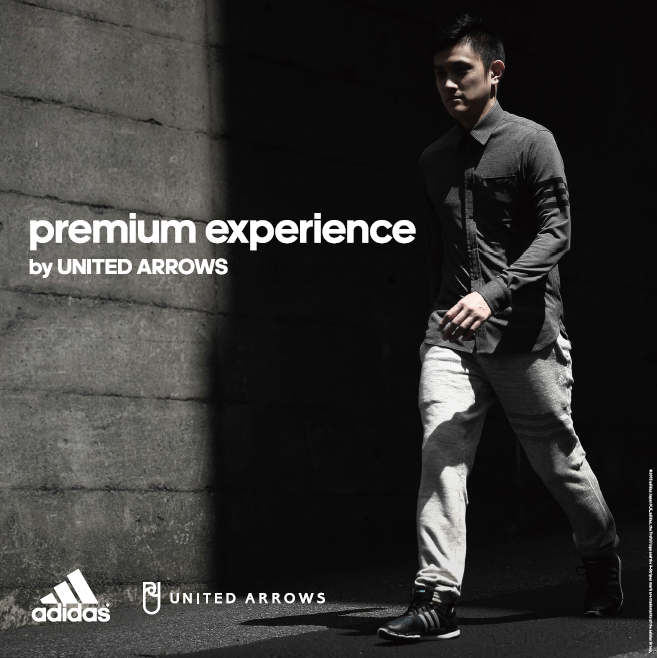 premium experience
by UNITED ARROWS
adidas
UNITED ARROWS